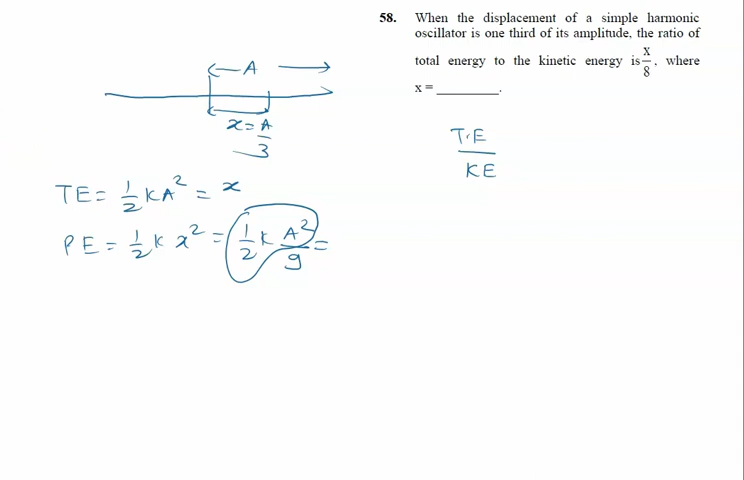 58. When the displacement of a simple harmonic
oscillator is one third of its amplitude, the ratio of
total energy to the kinetic energy is x/8, where
x = ________.
A
x = A/3
T.E/KE
TE = 1/2 KA² = x
PE = 1/2 K x² = 1/2 K A²/9 =